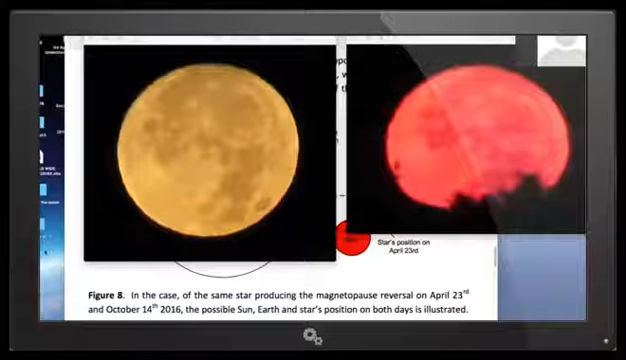 Star's position on
April 23rd
Figure 8. In the case, of the same star producing the magnetopause reversal on April 23rd
and October 14th 2016, the possible Sun, Earth and star's position on both days is illustrated.